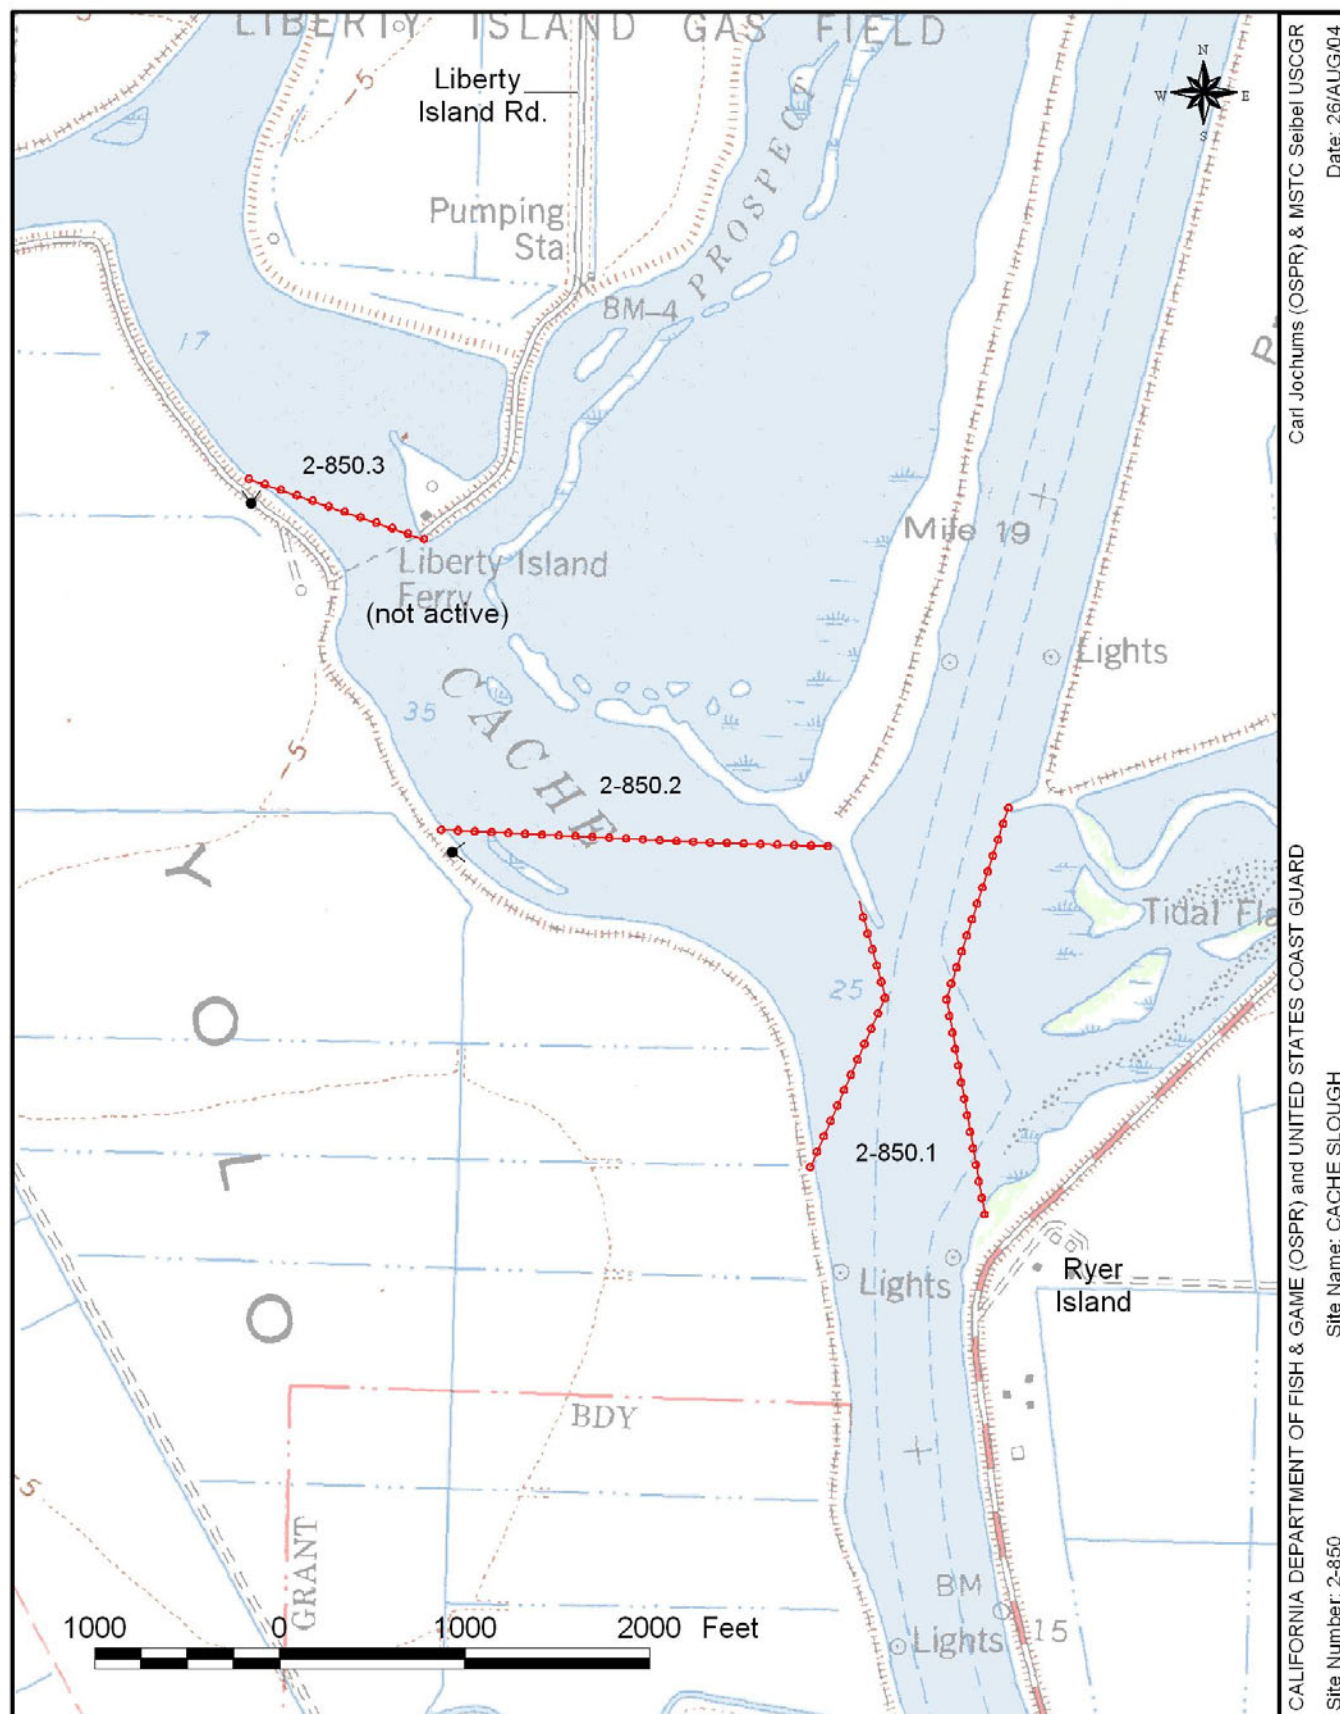 LIBERTY ISLAND GAS FIELD
5
Liberty
Island Rd.
N
W E
S
Pumping
Sta
PROSPECT
BM-4
17
2-850.3
Mile 19
Liberty Island
Ferry
(not active)
Lights
35
CACHE
5
2-850.2
YOLO
Tidal Fla
25
2-850.1
Lights
Ryer
Island
BDY
GRANT
5
BM
Lights
15
1000 0 1000 2000 Feet
Carl Jochums (OSPR) & MSTC Seibel USCGR
Date: 26/AUG/04
CALIFORNIA DEPARTMENT OF FISH & GAME (OSPR) and UNITED STATES COAST GUARD
Site Name: CACHE SLOUGH
Site Number: 2-850